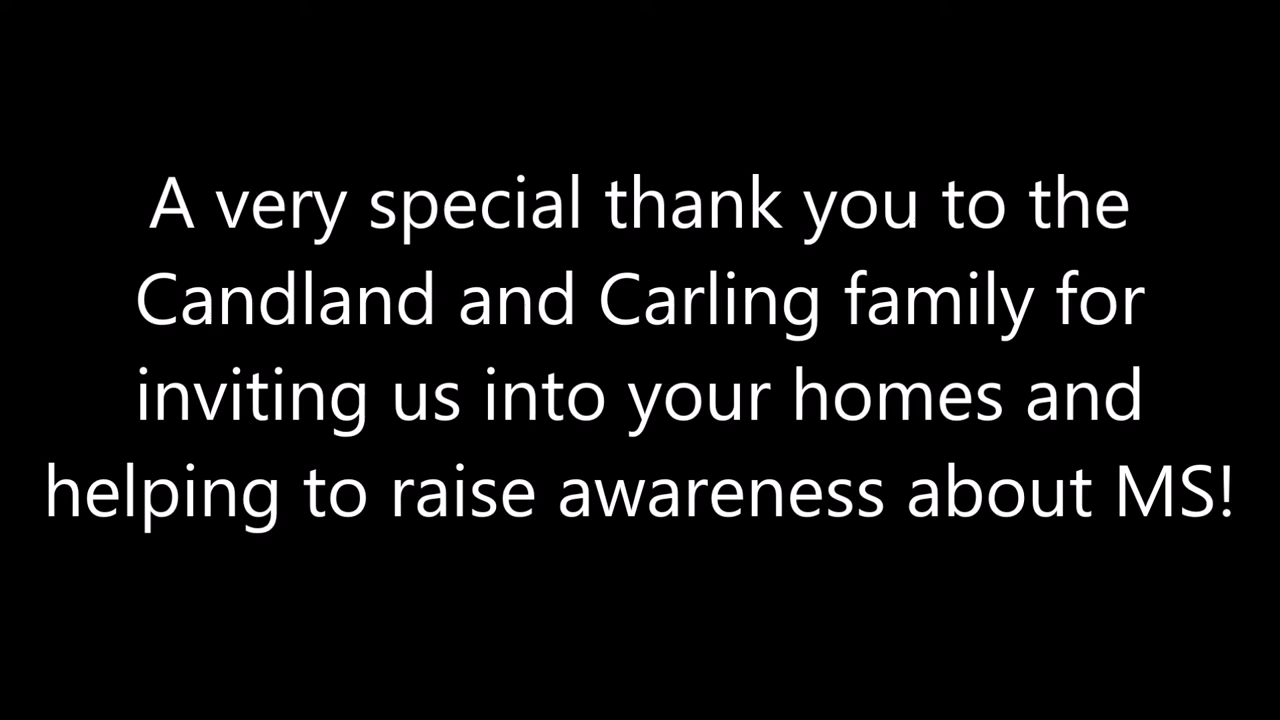 A very special thank you to the
Candland and Carling family for
inviting us into your homes and
helping to raise awareness about MS!